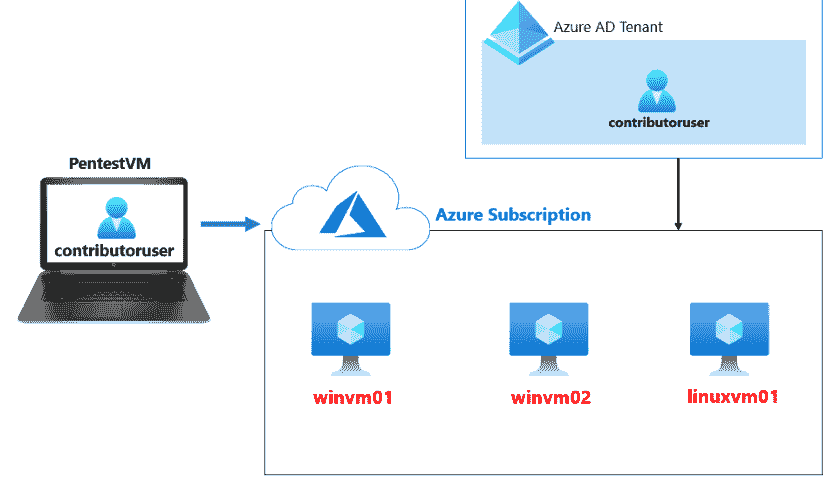 Azure AD Tenant
contributoruser
PentestVM
contributoruser
Azure Subscription
winvm01
winvm02
linuxvm01